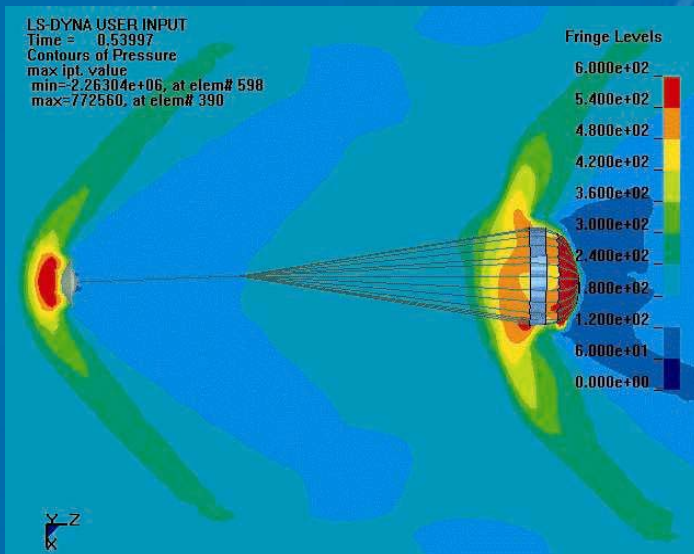 LS-DYNA USER INPUT
Time = 0.53997
Contours of Pressure
max ipt. value
min=-2.26304e+06, at elem# 598
max=772560, at elem# 390
Fringe Levels
6.000e+02
5.400e+02
4.800e+02
4.200e+02
3.600e+02
3.000e+02
2.400e+02
1.800e+02
1.200e+02
6.000e+01
0.000e+00
Y Z
X